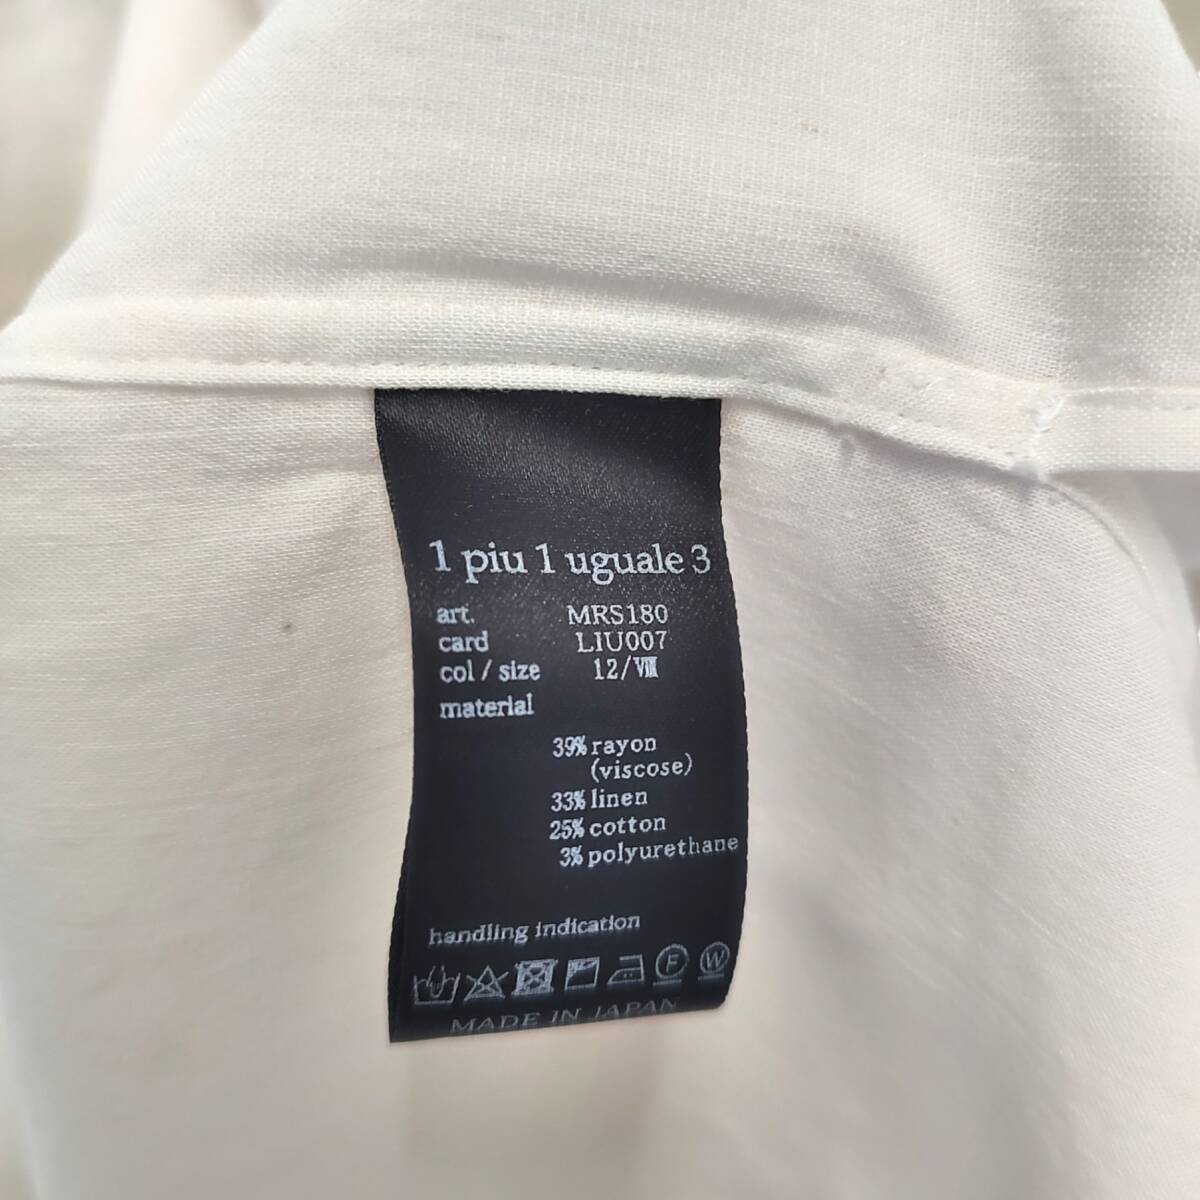 1 piu 1 uguale 3
art. MRS180
card LIU007
col / size 12/Ⅷ
material
39% rayon
(viscose)
33% linen
25% cotton
3% polyurethane
handling indication
F W
MADE IN JAPAN